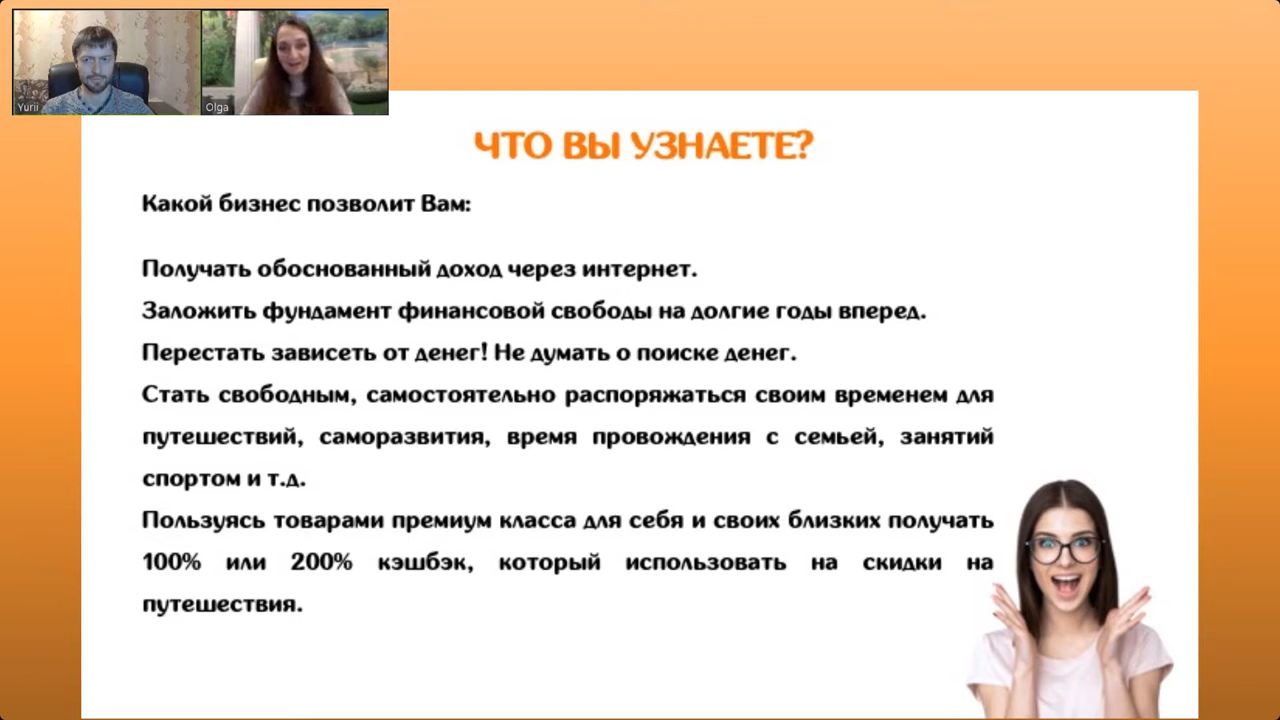 Yurii
Olga
ЧТО ВЫ УЗНАЕТЕ?
Какой бизнес позволит Вам:
Получать обоснованный доход через интернет.
Заложить фундамент финансовой свободы на долгие годы вперед.
Перестать зависеть от денег! Не думать о поиске денег.
Стать свободным, самостоятельно распоряжаться своим временем для
путешествий, саморазвития, время провождения с семьей, занятий
спортом и т.д.
Пользуясь товарами премиум класса для себя и своих близких получать
100% или 200% кэшбэк, который использовать на скидки на
путешествия.